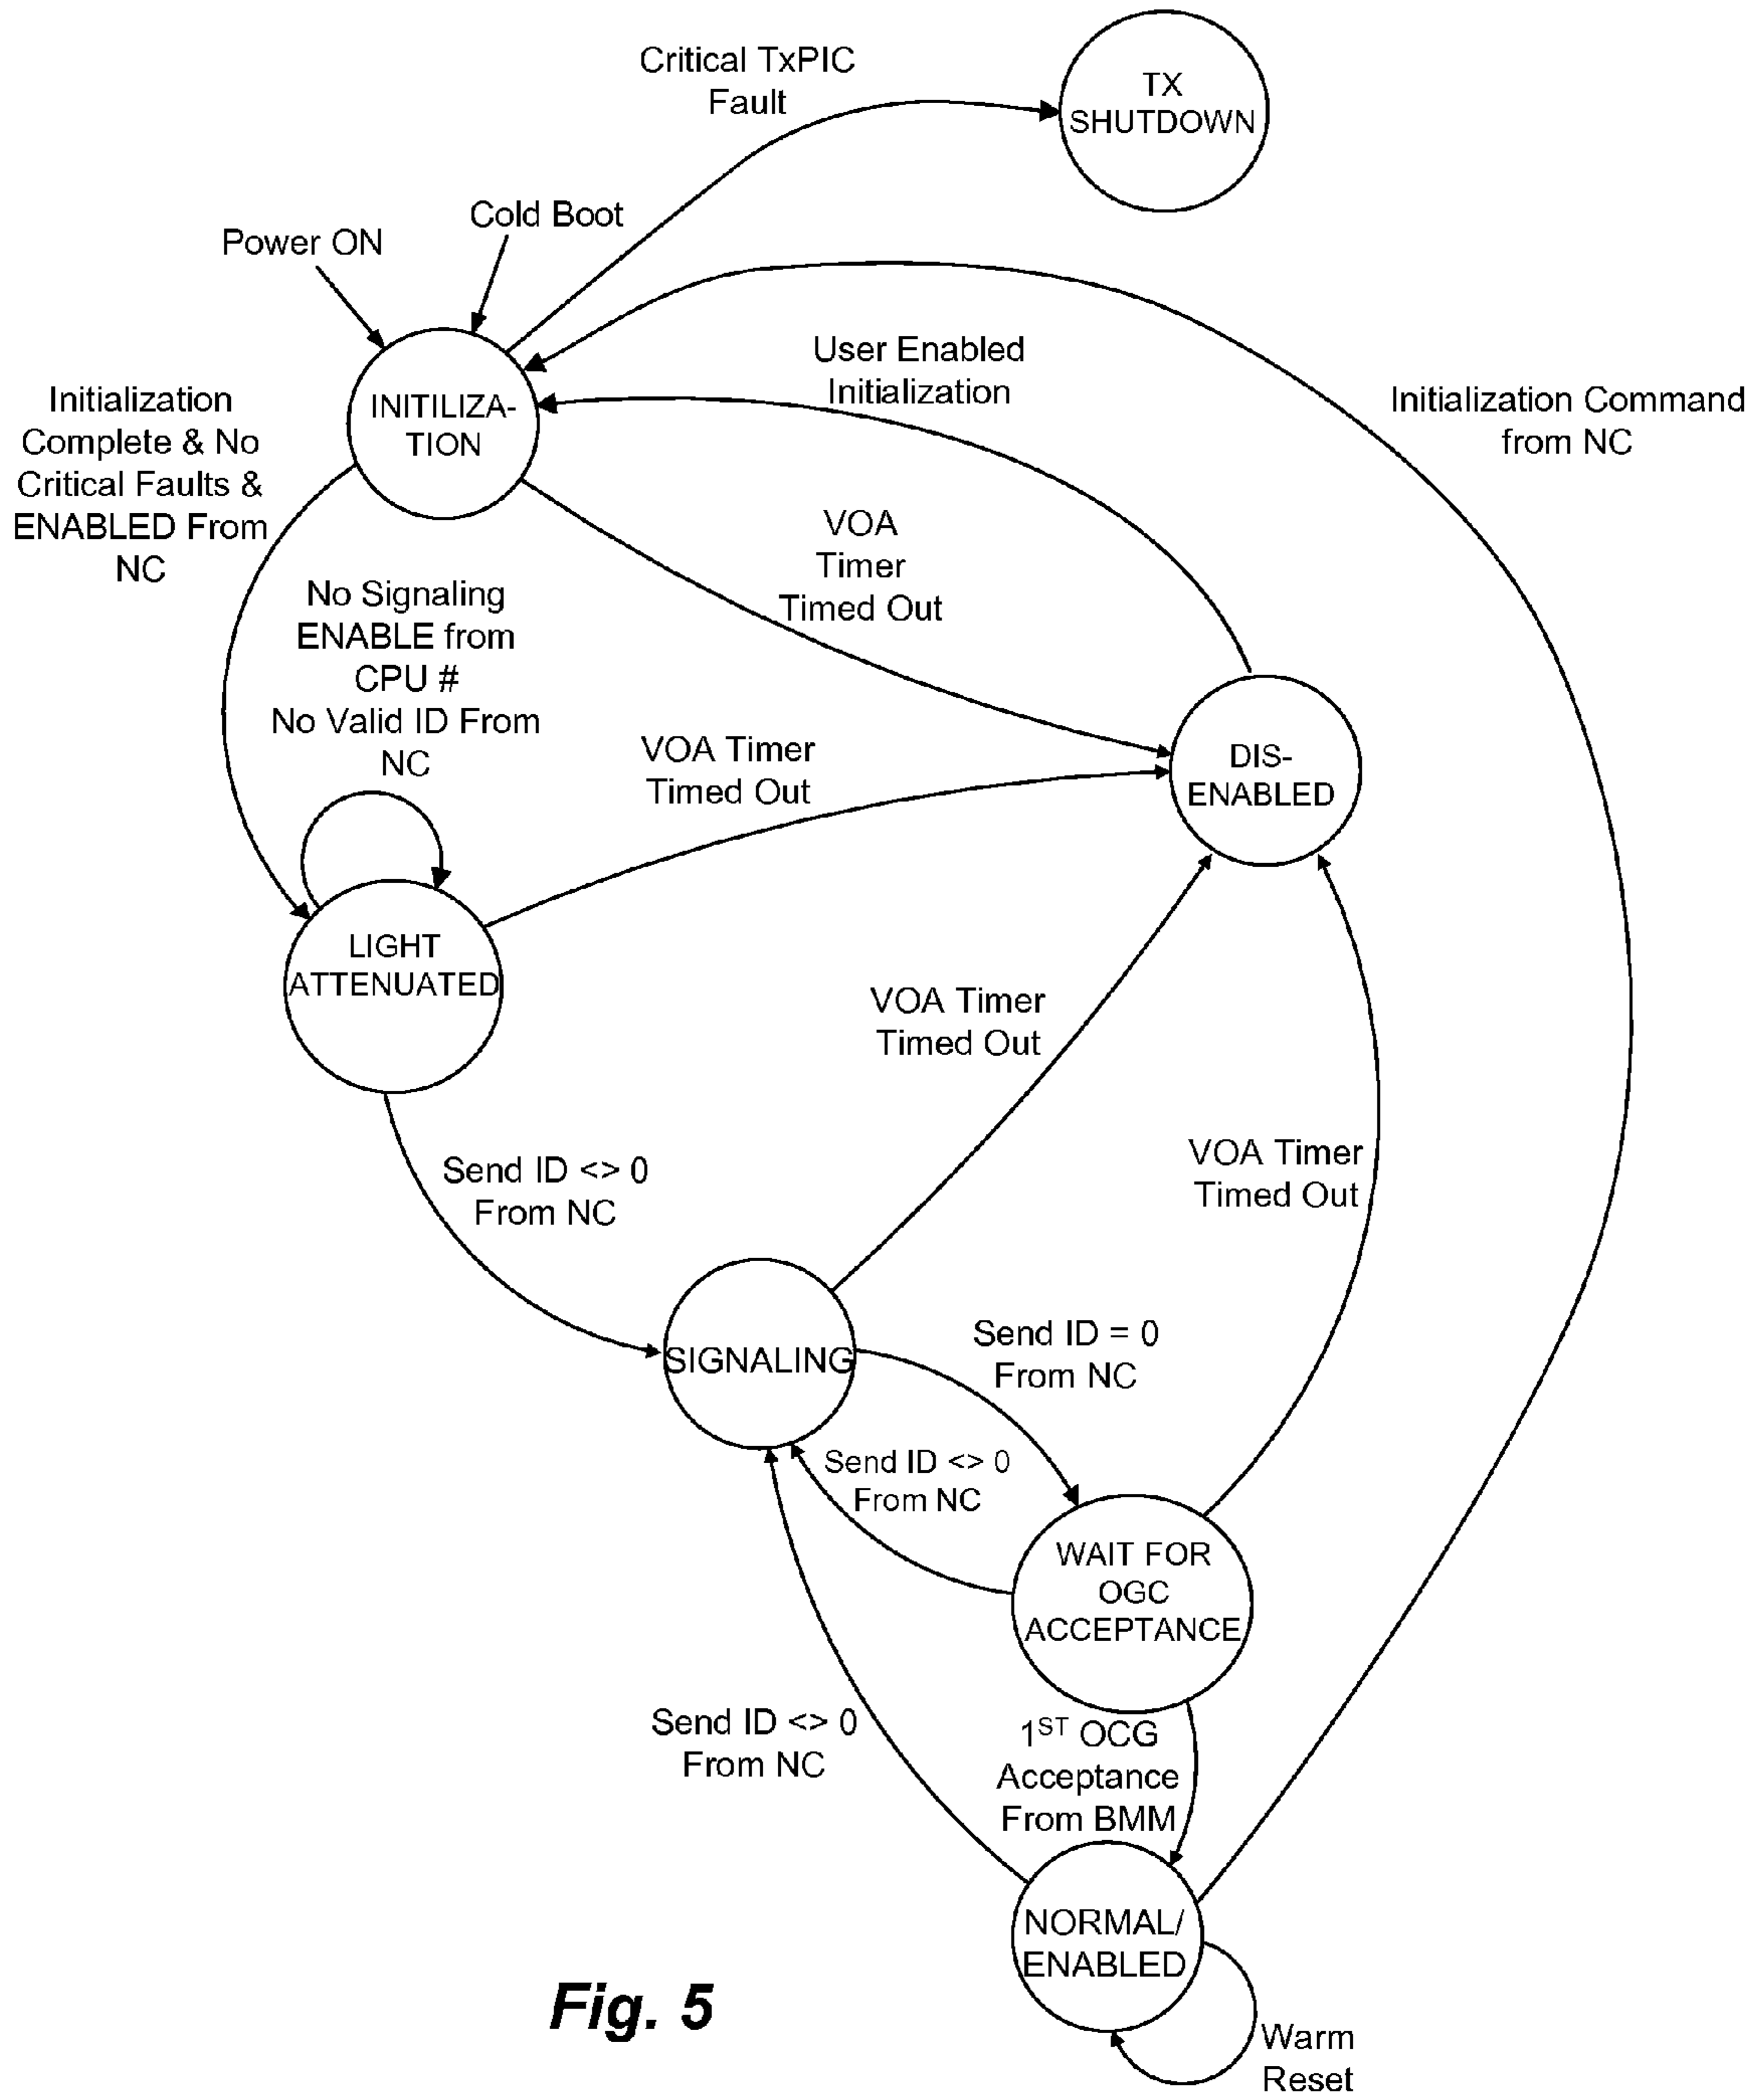 Critical TxPIC
Fault
TX
SHUTDOWN
Cold Boot
Power ON
User Enabled
Initialization
Initialization Command
from NC
Initialization
Complete & No
Critical Faults &
ENABLED From
NC
INITILIZA-
TION
VOA
Timer
Timed Out
No Signaling
ENABLE from
CPU #
No Valid ID From
NC
VOA Timer
Timed Out
DIS-
ENABLED
LIGHT
ATTENUATED
VOA Timer
Timed Out
VOA Timer
Timed Out
Send ID <> 0
From NC
SIGNALING
Send ID = 0
From NC
Send ID <> 0
From NC
WAIT FOR
OGC
ACCEPTANCE
Send ID <> 0
From NC
1ST OCG
Acceptance
From BMM
NORMAL/
ENABLED
Warm
Reset
Fig. 5